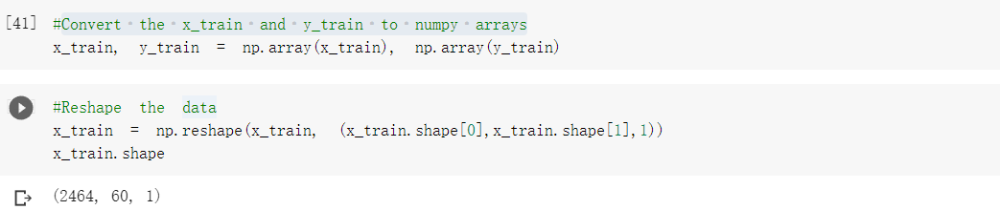 [41] #Convert the x_train and y_train to numpy arrays
x_train, y_train = np.array(x_train), np.array(y_train)
#Reshape the data
x_train = np.reshape(x_train, (x_train.shape[0],x_train.shape[1],1))
x_train.shape
(2464, 60, 1)